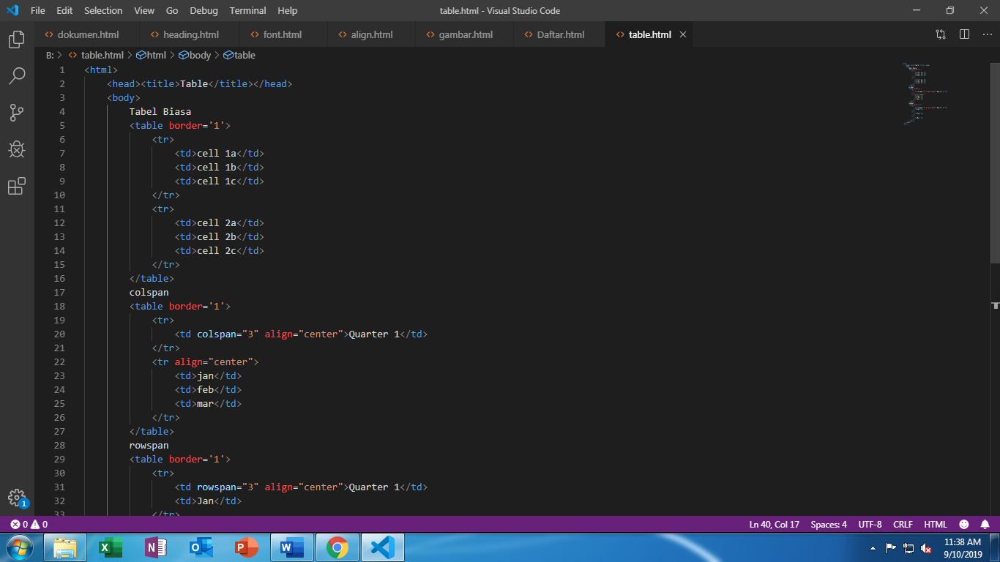 File Edit Selection View Go Debug Terminal Help table.html - Visual Studio Code
dokumen.html heading.html font.html align.html gambar.html Daftar.html table.html
B: > table.html > html > body > table
1 <html>
2 <head><title>Table</title></head>
3 <body>
4 Tabel Biasa
5 <table border='1'>
6 <tr>
7 <td>cell 1a</td>
8 <td>cell 1b</td>
9 <td>cell 1c</td>
10 </tr>
11 <tr>
12 <td>cell 2a</td>
13 <td>cell 2b</td>
14 <td>cell 2c</td>
15 </tr>
16 </table>
17 colspan
18 <table border='1'>
19 <tr>
20 <td colspan="3" align="center">Quarter 1</td>
21 </tr>
22 <tr align="center">
23 <td>jan</td>
24 <td>feb</td>
25 <td>mar</td>
26 </tr>
27 </table>
28 rowspan
29 <table border='1'>
30 <tr>
31 <td rowspan="3" align="center">Quarter 1</td>
32 <td>Jan</td>
33 </tr>
1
0 0 Ln 40, Col 17 Spaces: 4 UTF-8 CRLF HTML
11:38 AM
9/10/2019